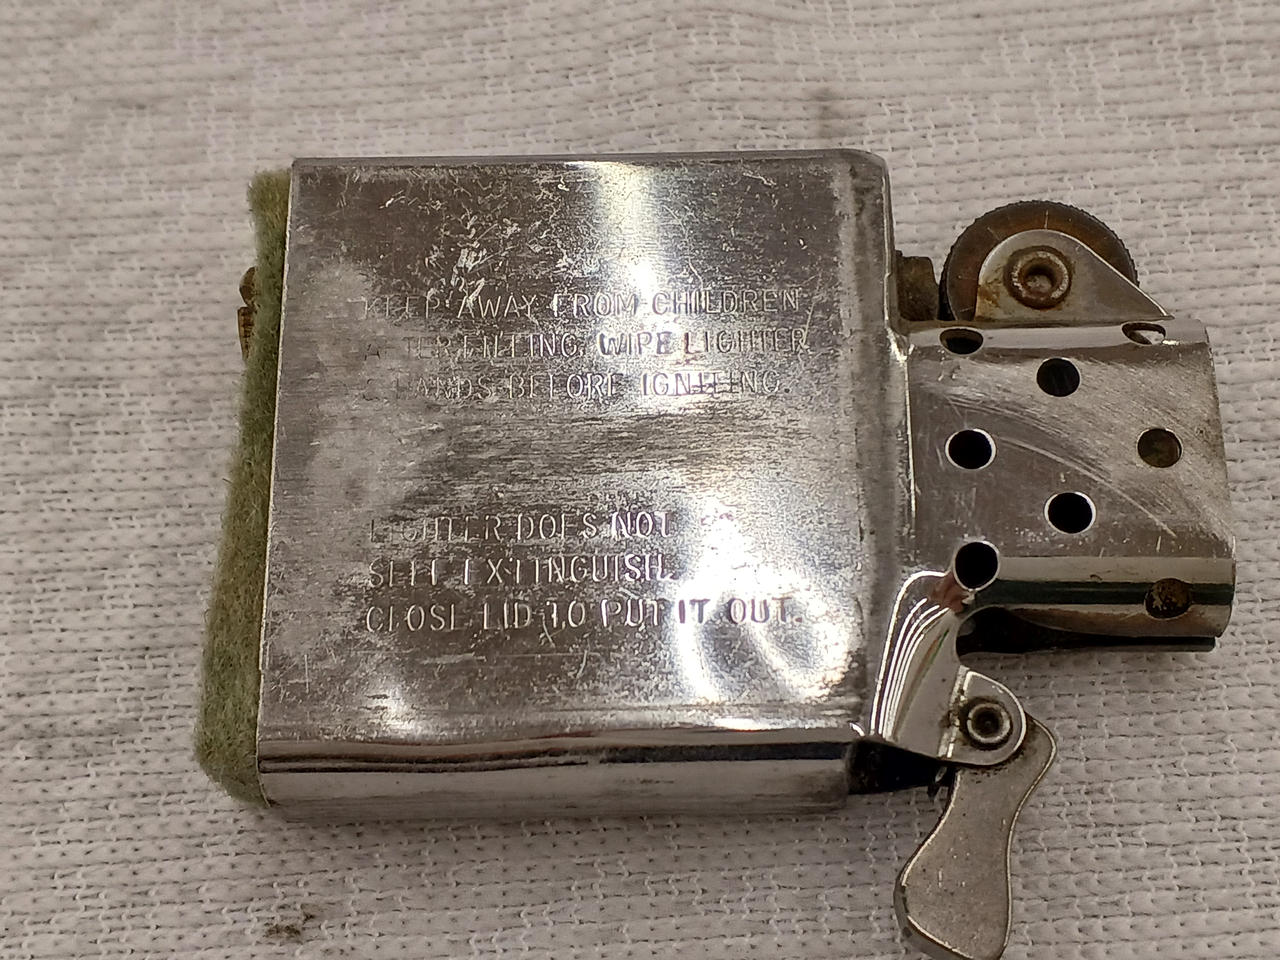 KEEP AWAY FROM CHILDREN
AFTER FILLING, WIPE LIGHTER
& HANDS BEFORE IGNITING.
LIGHTER DOES NOT
SELF EXTINGUISH.
CLOSE LID TO PUT IT OUT.